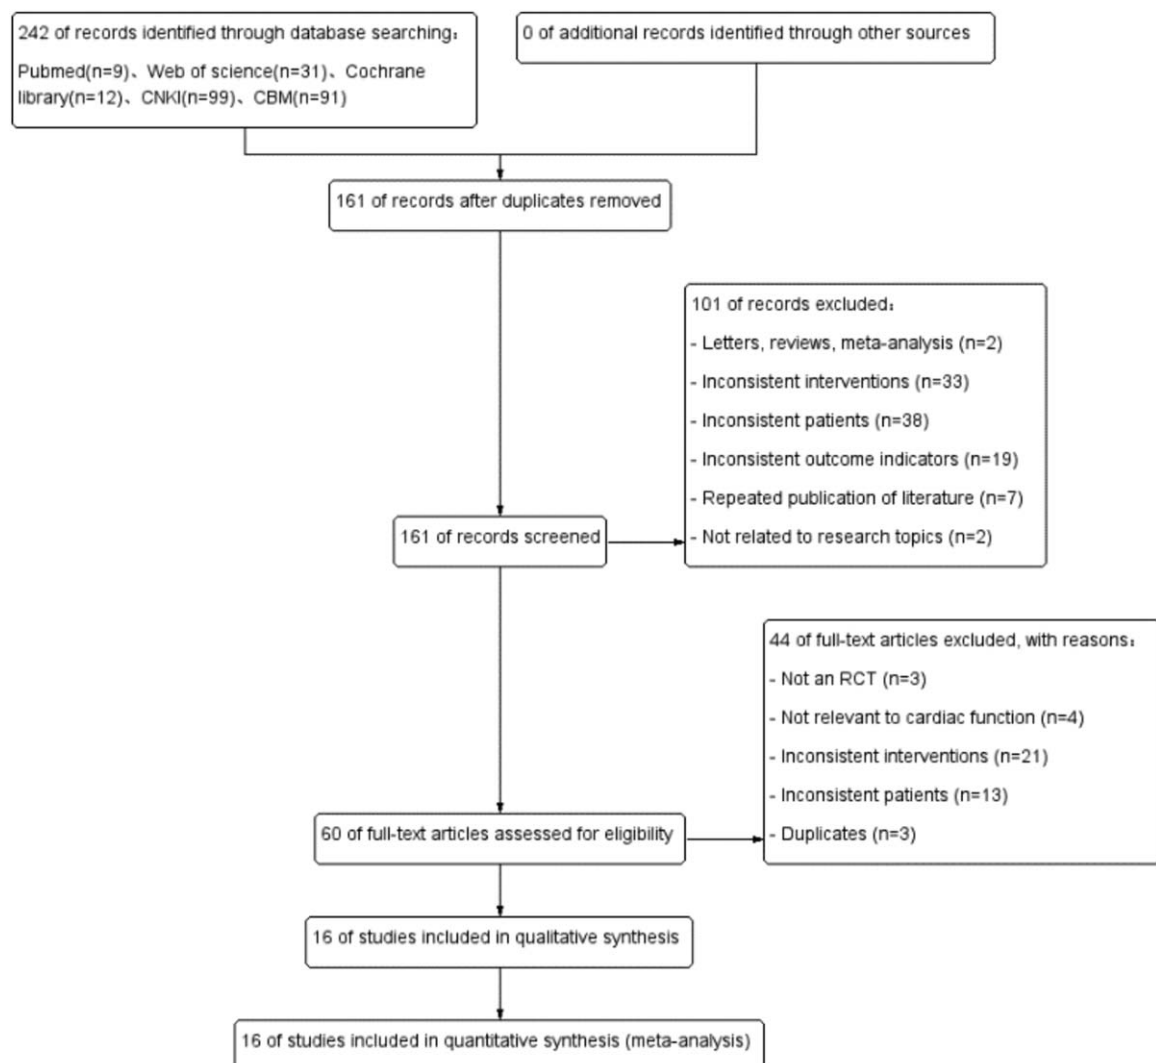 242 of records identified through database searching：
Pubmed(n=9)、Web of science(n=31)、Cochrane
library(n=12)、CNKI(n=99)、CBM(n=91)
0 of additional records identified through other sources
161 of records after duplicates removed
101 of records excluded：
- Letters, reviews, meta-analysis (n=2)
- Inconsistent interventions (n=33)
- Inconsistent patients (n=38)
- Inconsistent outcome indicators (n=19)
- Repeated publication of literature (n=7)
- Not related to research topics (n=2)
161 of records screened
44 of full-text articles excluded, with reasons：
- Not an RCT (n=3)
- Not relevant to cardiac function (n=4)
- Inconsistent interventions (n=21)
- Inconsistent patients (n=13)
- Duplicates (n=3)
60 of full-text articles assessed for eligibility
16 of studies included in qualitative synthesis
16 of studies included in quantitative synthesis (meta-analysis)